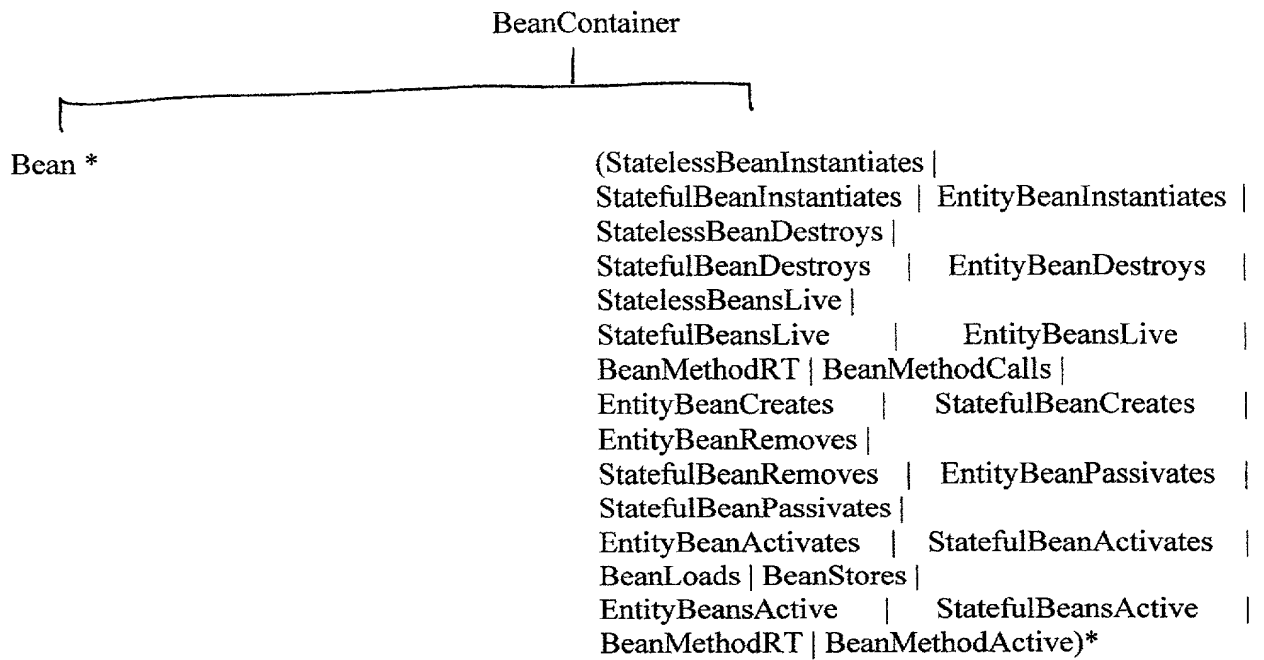 BeanContainer
Bean *
(StatelessBeanInstantiates |
StatefulBeanInstantiates | EntityBeanInstantiates |
StatelessBeanDestroys |
StatefulBeanDestroys | EntityBeanDestroys |
StatelessBeansLive |
StatefulBeansLive | EntityBeansLive |
BeanMethodRT | BeanMethodCalls |
EntityBeanCreates | StatefulBeanCreates |
EntityBeanRemoves |
StatefulBeanRemoves | EntityBeanPassivates |
StatefulBeanPassivates |
EntityBeanActivates | StatefulBeanActivates |
BeanLoads | BeanStores |
EntityBeansActive | StatefulBeansActive |
BeanMethodRT | BeanMethodActive)*